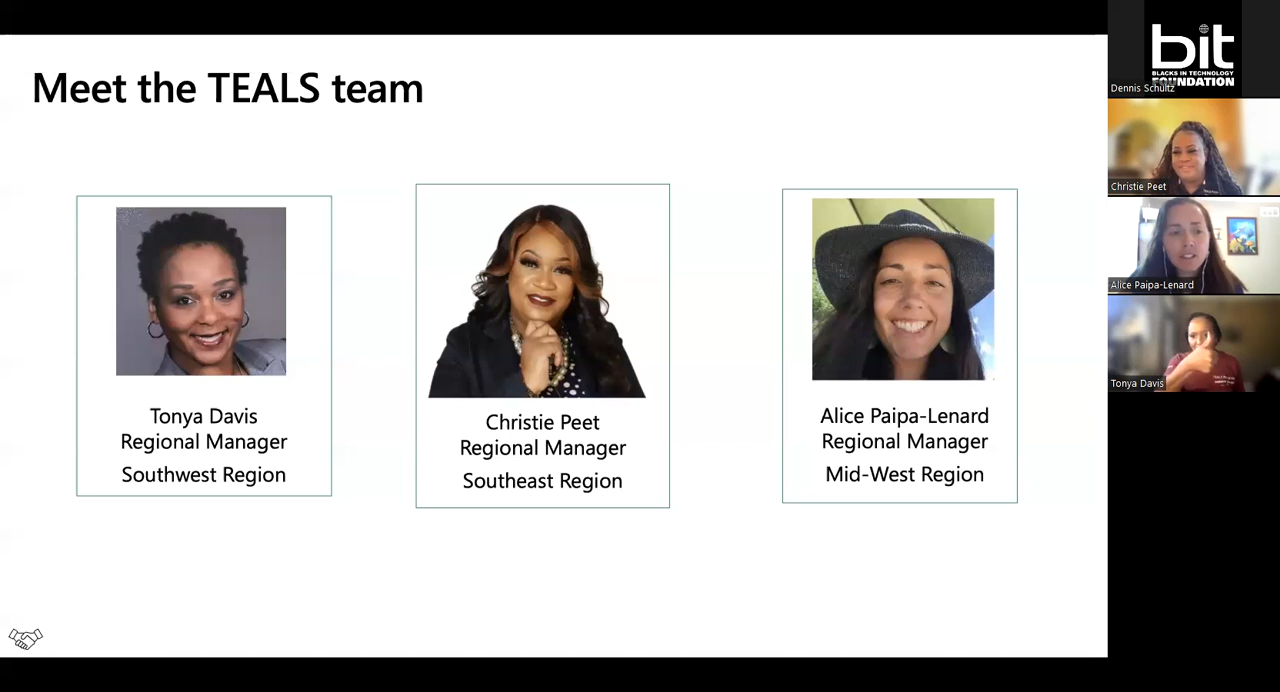 Meet the TEALS team
Tonya Davis
Regional Manager
Southwest Region
Christie Peet
Regional Manager
Southeast Region
Alice Paipa-Lenard
Regional Manager
Mid-West Region
bit
BLACKS IN TECHNOLOGY
FOUNDATION
Dennis Schultz
Christie Peet
Alice Paipa-Lenard
Tonya Davis